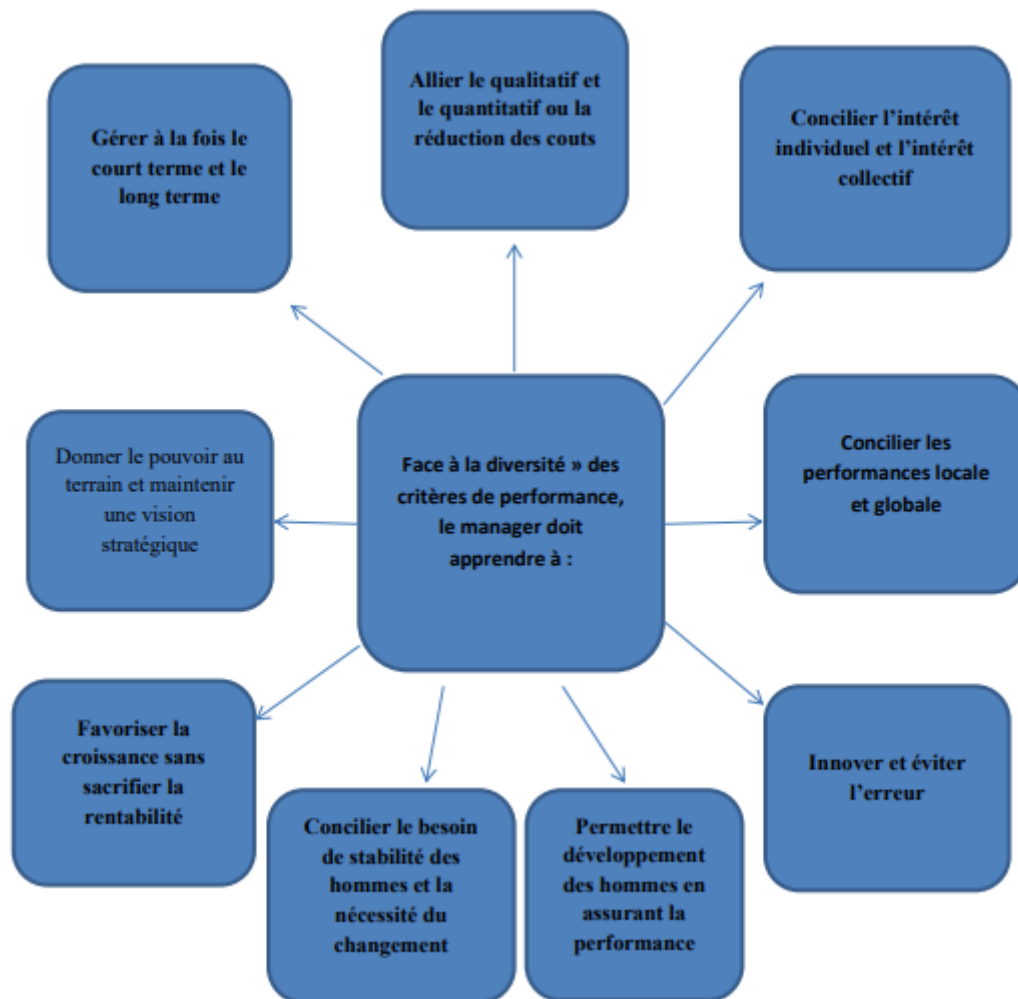 Allier le qualitatif et
le quantitatif ou la
réduction des couts
Gérer à la fois le
court terme et le
long terme
Concilier l'intérêt
individuel et l'intérêt
collectif
Donner le pouvoir au
terrain et maintenir
une vision
stratégique
Face à la diversité » des
critères de performance,
le manager doit
apprendre à :
Concilier les
performances locale
et globale
Favoriser la
croissance sans
sacrifier la
rentabilité
Concilier le besoin
de stabilité des
hommes et la
nécessité du
changement
Permettre le
développement
des hommes en
assurant la
performance
Innover et éviter
l'erreur